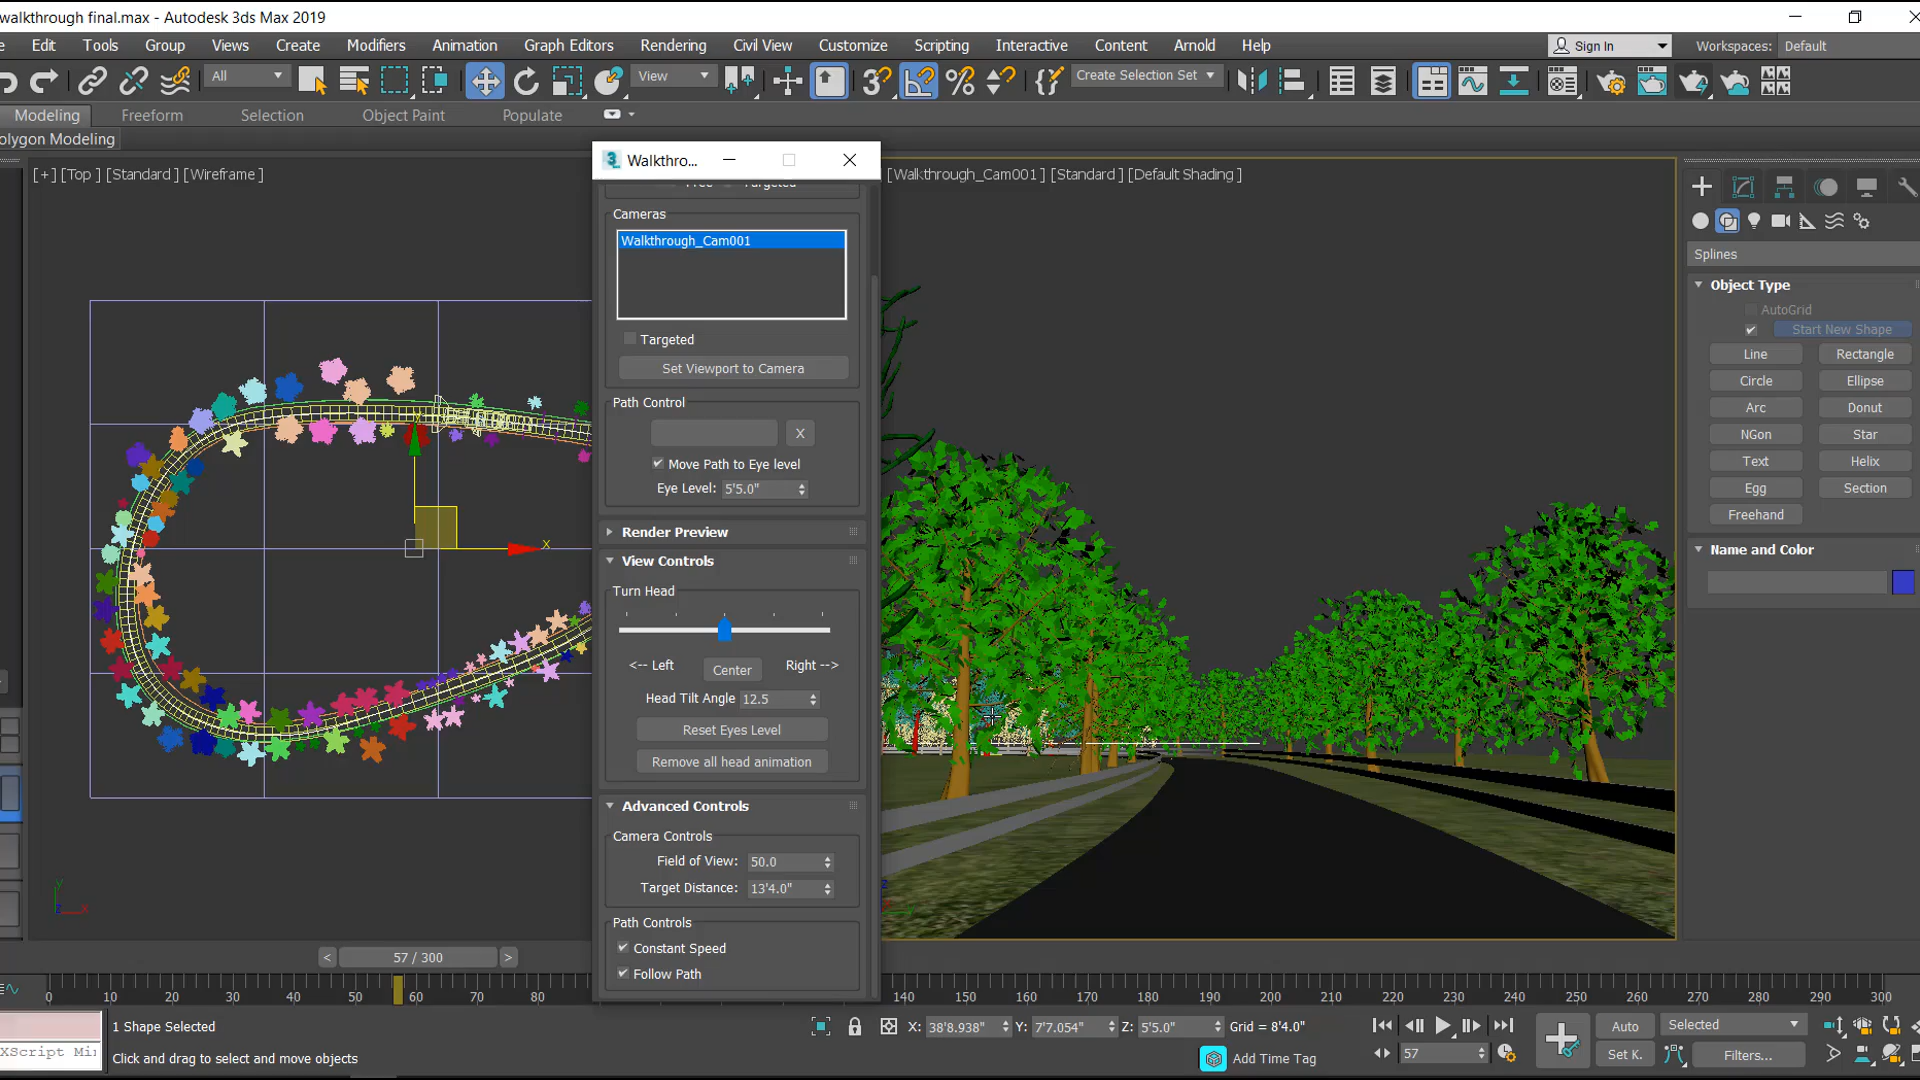 walkthrough final.max - Autodesk 3ds Max 2019
Edit Tools Group Views Create Modifiers Animation Graph Editors Rendering Civil View Customize Scripting Interactive Content Arnold Help Sign In Workspaces: Default
All View Create Selection Set
Modeling Freeform Selection Object Paint Populate
olygon Modeling
Walkthro...
[+] [Top ] [Standard ] [Wireframe ]
[Walkthrough_Cam001 ] [Standard ] [Default Shading ]
Targeted
Cameras
Walkthrough_Cam001
Targeted
Set Viewport to Camera
Path Control
X
Move Path to Eye level
Eye Level: 5'5.0"
Render Preview
View Controls
Turn Head
<-- Left Center Right -->
Head Tilt Angle 12.5
Reset Eyes Level
Remove all head animation
Advanced Controls
Camera Controls
Field of View: 50.0
Target Distance: 13'4.0"
Path Controls
Constant Speed
Follow Path
Splines
Object Type
AutoGrid
Start New Shape
Line Rectangle
Circle Ellipse
Arc Donut
NGon Star
Text Helix
Egg Section
Freehand
Name and Color
x
y
x
< 57 / 300 >
0 10 20 30 40 50 60 70 80 140 150 160 170 180 190 200 210 220 230 240 250 260 270 280 290 300
1 Shape Selected
X: 38'8.938" Y: 7'7.054" Z: 5'5.0" Grid = 8'4.0"
Auto Selected
XScript Mi
Click and drag to select and move objects
Add Time Tag
57
Set K. Filters...